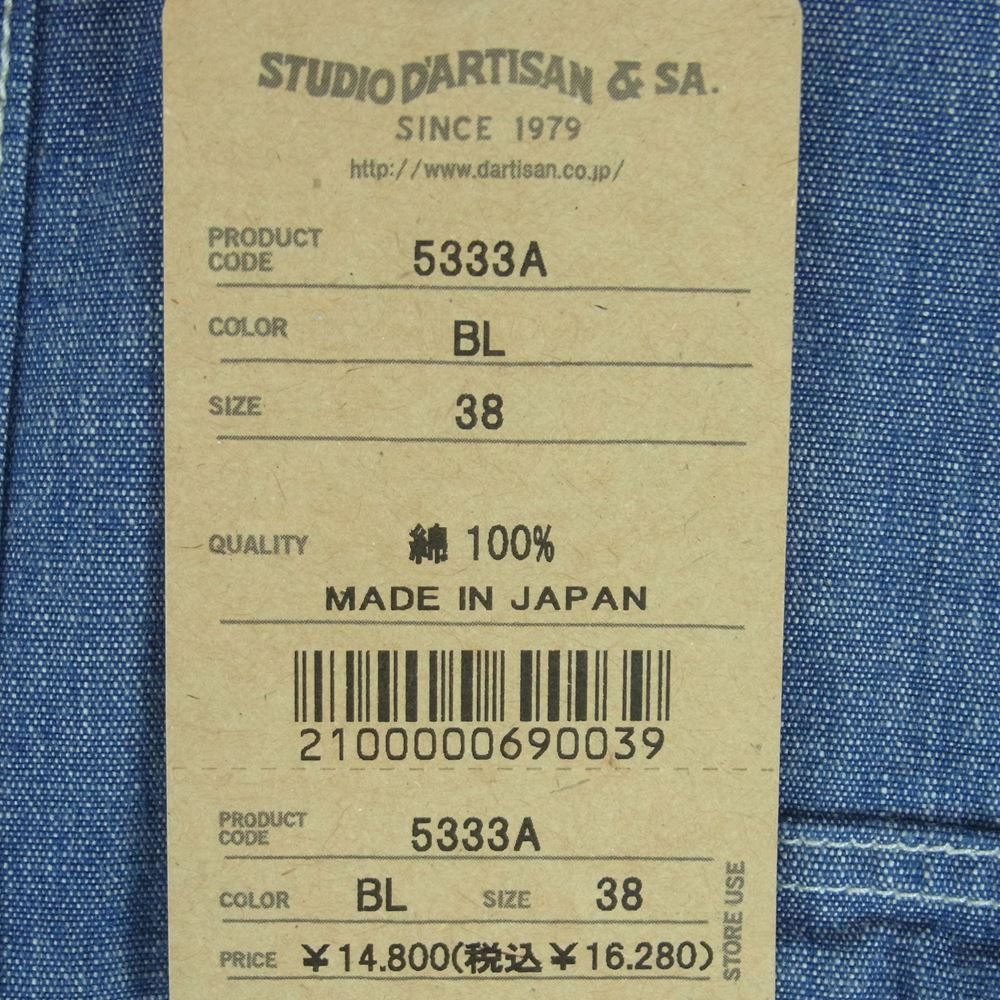 STUDIO D'ARTISAN & SA.
SINCE 1979
http://www.dartisan.co.jp/
PRODUCT CODE 5333A
COLOR BL
SIZE 38
QUALITY 綿 100%
MADE IN JAPAN
2100000690039
PRODUCT CODE 5333A
COLOR BL SIZE 38
PRICE ¥14.800(税込¥16.280)
STORE USE